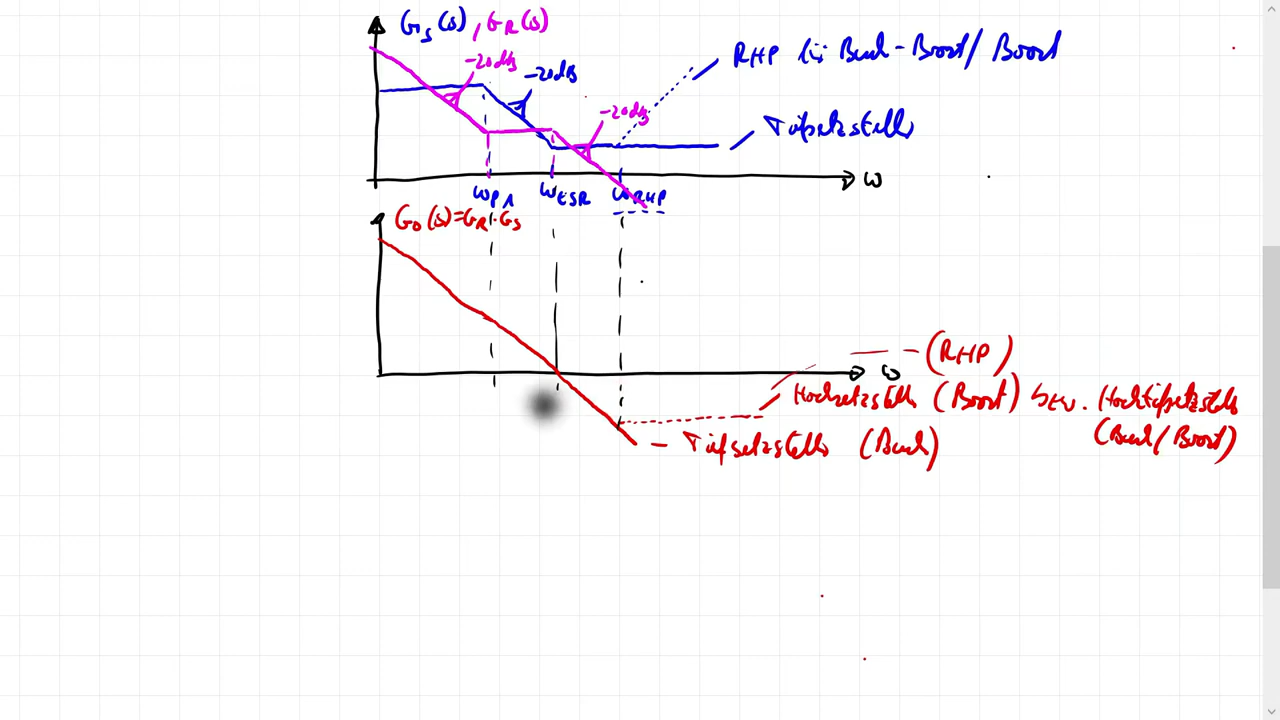 G_S(s), G_R(s)
-20dB
-20dB
-20dB
RHP bei Buck-Boost/Boost
Tiefsetzsteller
ω
ω_P1
ω_ESR
ω_RHP
G_0(s)=G_R·G_S
(RHP)
ω
Hochsetzsteller (Boost) bzw. Hochtiefsetzsteller
(Buck/Boost)
Tiefsetzsteller (Buck)